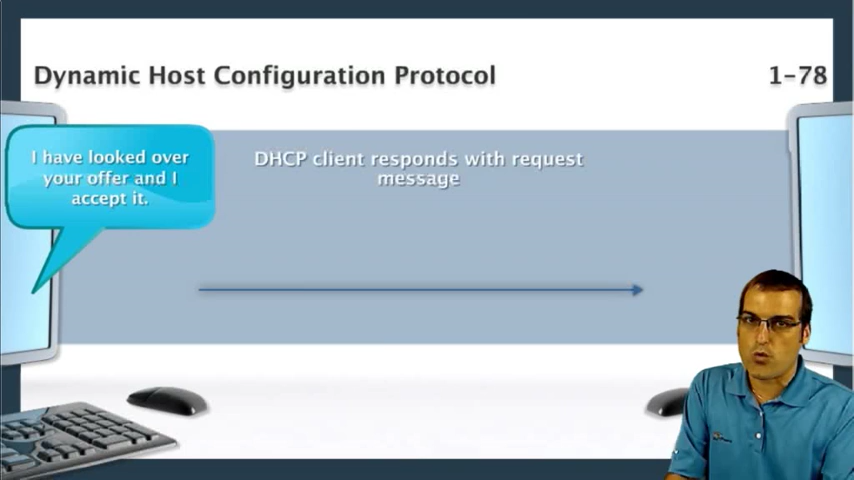 Dynamic Host Configuration Protocol
1-78
I have looked over
your offer and I
accept it.
DHCP client responds with request
message